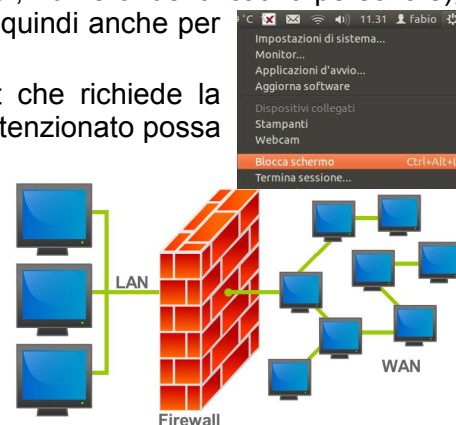 quindi anche per
che richiede la
tenzionato possa
°C 11.31 fabio
Impostazioni di sistema...
Monitor...
Applicazioni d'avvio...
Aggiorna software
Dispositivi collegati
Stampanti
Webcam
Blocca schermo Ctrl+Alt+L
Termina sessione...
LAN
WAN
Firewall